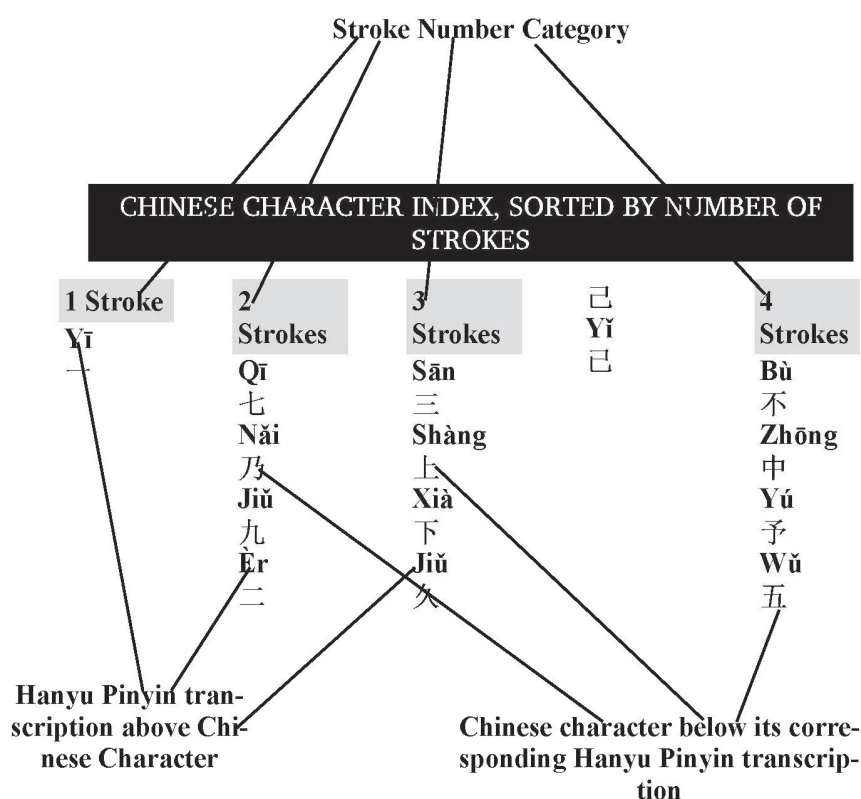 Stroke Number Category
CHINESE CHARACTER INDEX, SORTED BY NUMBER OF
STROKES
1 Stroke
Yī
一
2
Strokes
Qī
七
Nǎi
乃
Jiǔ
九
Èr
二
3
Strokes
Sān
三
Shàng
上
Xià
下
Jiǔ
久
己
Yǐ
已
4
Strokes
Bù
不
Zhōng
中
Yú
予
Wǔ
五
Hanyu Pinyin tran-
scription above Chi-
nese Character
Chinese character below its corre-
sponding Hanyu Pinyin transcrip-
tion